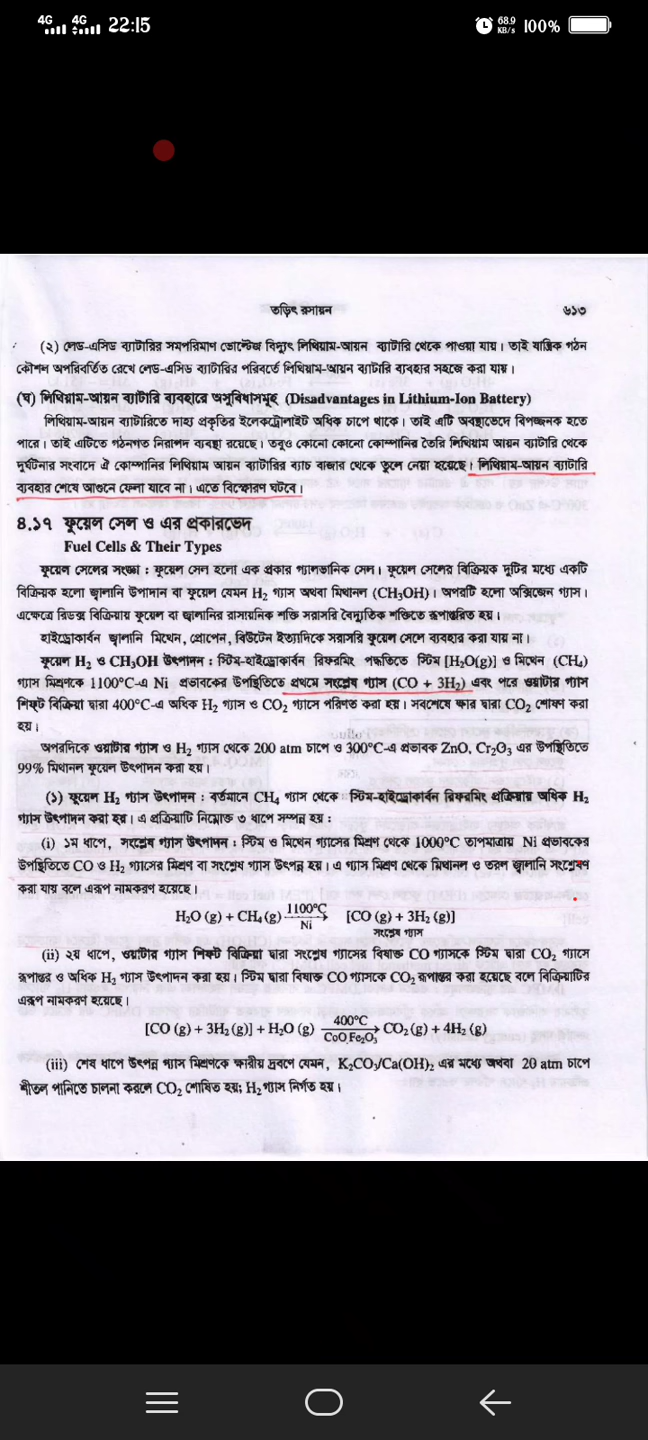 4G 4G 22:15 68.9 KB/s 100%
তড়িৎ রসায়ন ৬১৩
(২) লেড-এসিড ব্যাটারির সমপরিমাণ ভোল্টেজ বিদ্যুৎ লিথিয়াম-আয়ন ব্যাটারি থেকে পাওয়া যায়। তাই যান্ত্রিক গঠন
কৌশল অপরিবর্তিত রেখে লেড-এসিড ব্যাটারির পরিবর্তে লিথিয়াম-আয়ন ব্যাটারি ব্যবহার সহজে করা যায়।
(ঘ) লিথিয়াম-আয়ন ব্যাটারি ব্যবহারে অসুবিধাসমূহ (Disadvantages in Lithium-Ion Battery)
লিথিয়াম-আয়ন ব্যাটারিতে দাহ্য প্রকৃতির ইলেকট্রোলাইট অধিক চাপে থাকে। তাই এটি অবস্থাভেদে বিপজ্জনক হতে
পারে। তাই এটিতে গঠনগত নিরাপদ ব্যবস্থা রয়েছে। তবুও কোনো কোনো কোম্পানির তৈরি লিথিয়াম আয়ন ব্যাটারি থেকে
দুর্ঘটনার সংবাদে ঐ কোম্পানির লিথিয়াম আয়ন ব্যাটারির ব্যাচ বাজার থেকে তুলে নেয়া হয়েছে। লিথিয়াম-আয়ন ব্যাটারি
ব্যবহার শেষে আগুনে ফেলা যাবে না। এতে বিস্ফোরণ ঘটবে।
৪.১৭ ফুয়েল সেল ও এর প্রকারভেদ
Fuel Cells & Their Types
ফুয়েল সেলের সংজ্ঞা : ফুয়েল সেল হলো এক প্রকার গ্যালভানিক সেল। ফুয়েল সেলের বিক্রিয়ক দুটির মধ্যে একটি
বিক্রিয়ক হলো জ্বালানি উপাদান বা ফুয়েল যেমন H₂ গ্যাস অথবা মিথানল (CH₃OH)। অপরটি হলো অক্সিজেন গ্যাস।
এক্ষেত্রে রিডক্স বিক্রিয়ায় ফুয়েল বা জ্বালানির রাসায়নিক শক্তি সরাসরি বৈদ্যুতিক শক্তিতে রূপান্তরিত হয়।
হাইড্রোকার্বন জ্বালানি মিথেন, প্রোপেন, বিউটেন ইত্যাদিকে সরাসরি ফুয়েল সেলে ব্যবহার করা যায় না।
ফুয়েল H₂ ও CH₃OH উৎপাদন : স্টিম-হাইড্রোকার্বন রিফরমিং পদ্ধতিতে স্টিম [H₂O(g)] ও মিথেন (CH₄)
গ্যাস মিশ্রণকে 1100°C-এ Ni প্রভাবকের উপস্থিতিতে প্রথমে সংশ্লেষ গ্যাস (CO + 3H₂) এবং পরে ওয়াটার গ্যাস
শিফ্‌ট বিক্রিয়া দ্বারা 400°C-এ অধিক H₂ গ্যাস ও CO₂ গ্যাসে পরিণত করা হয়। সবশেষে ক্ষার দ্বারা CO₂ শোষণ করা
হয়।
অপরদিকে ওয়াটার গ্যাস ও H₂ গ্যাস থেকে 200 atm চাপে ও 300°C-এ প্রভাবক ZnO, Cr₂O₃ এর উপস্থিতিতে
99% মিথানল ফুয়েল উৎপাদন করা হয়।
(১) ফুয়েল H₂ গ্যাস উৎপাদন : বর্তমানে CH₄ গ্যাস থেকে স্টিম-হাইড্রোকার্বন রিফরমিং প্রক্রিয়ায় অধিক H₂
গ্যাস উৎপাদন করা হয়। এ প্রক্রিয়াটি নিম্নোক্ত ৩ ধাপে সম্পন্ন হয় :
(i) ১ম ধাপে, সংশ্লেষ গ্যাস উৎপাদন : স্টিম ও মিথেন গ্যাসের মিশ্রণ থেকে 1000°C তাপমাত্রায় Ni প্রভাবকের
উপস্থিতিতে CO ও H₂ গ্যাসের মিশ্রণ বা সংশ্লেষ গ্যাস উৎপন্ন হয়। এ গ্যাস মিশ্রণ থেকে মিথানল ও তরল জ্বালানি সংশ্লেষণ
করা যায় বলে এরূপ নামকরণ হয়েছে।
H₂O (g) + CH₄ (g) 1100°C/Ni → [CO (g) + 3H₂ (g)]
সংশ্লেষ গ্যাস
(ii) ২য় ধাপে, ওয়াটার গ্যাস শিফ্‌ট বিক্রিয়া দ্বারা সংশ্লেষ গ্যাসের বিষাক্ত CO গ্যাসকে স্টিম দ্বারা CO₂ গ্যাসে
রূপান্তর ও অধিক H₂ গ্যাস উৎপাদন করা হয়। স্টিম দ্বারা বিষাক্ত CO গ্যাসকে CO₂ রূপান্তর করা হয়েছে বলে বিক্রিয়াটির
এরূপ নামকরণ হয়েছে।
[CO (g) + 3H₂ (g)] + H₂O (g) 400°C/CoO,Fe₂O₃ → CO₂ (g) + 4H₂ (g)
(iii) শেষ ধাপে উৎপন্ন গ্যাস মিশ্রণকে ক্ষারীয় দ্রবণে যেমন, K₂CO₃/Ca(OH)₂ এর মধ্যে অথবা 20 atm চাপে
শীতল পানিতে চালনা করলে CO₂ শোষিত হয়; H₂ গ্যাস নির্গত হয়।